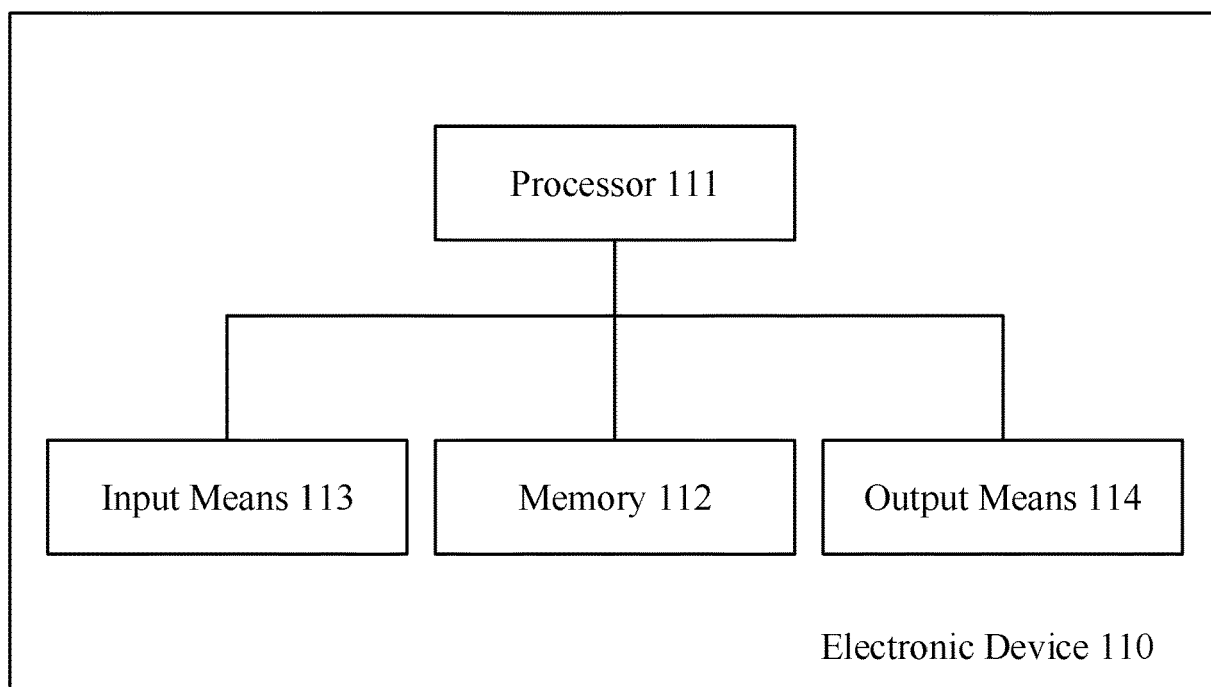 Processor 111
Input Means 113
Memory 112
Output Means 114
Electronic Device 110